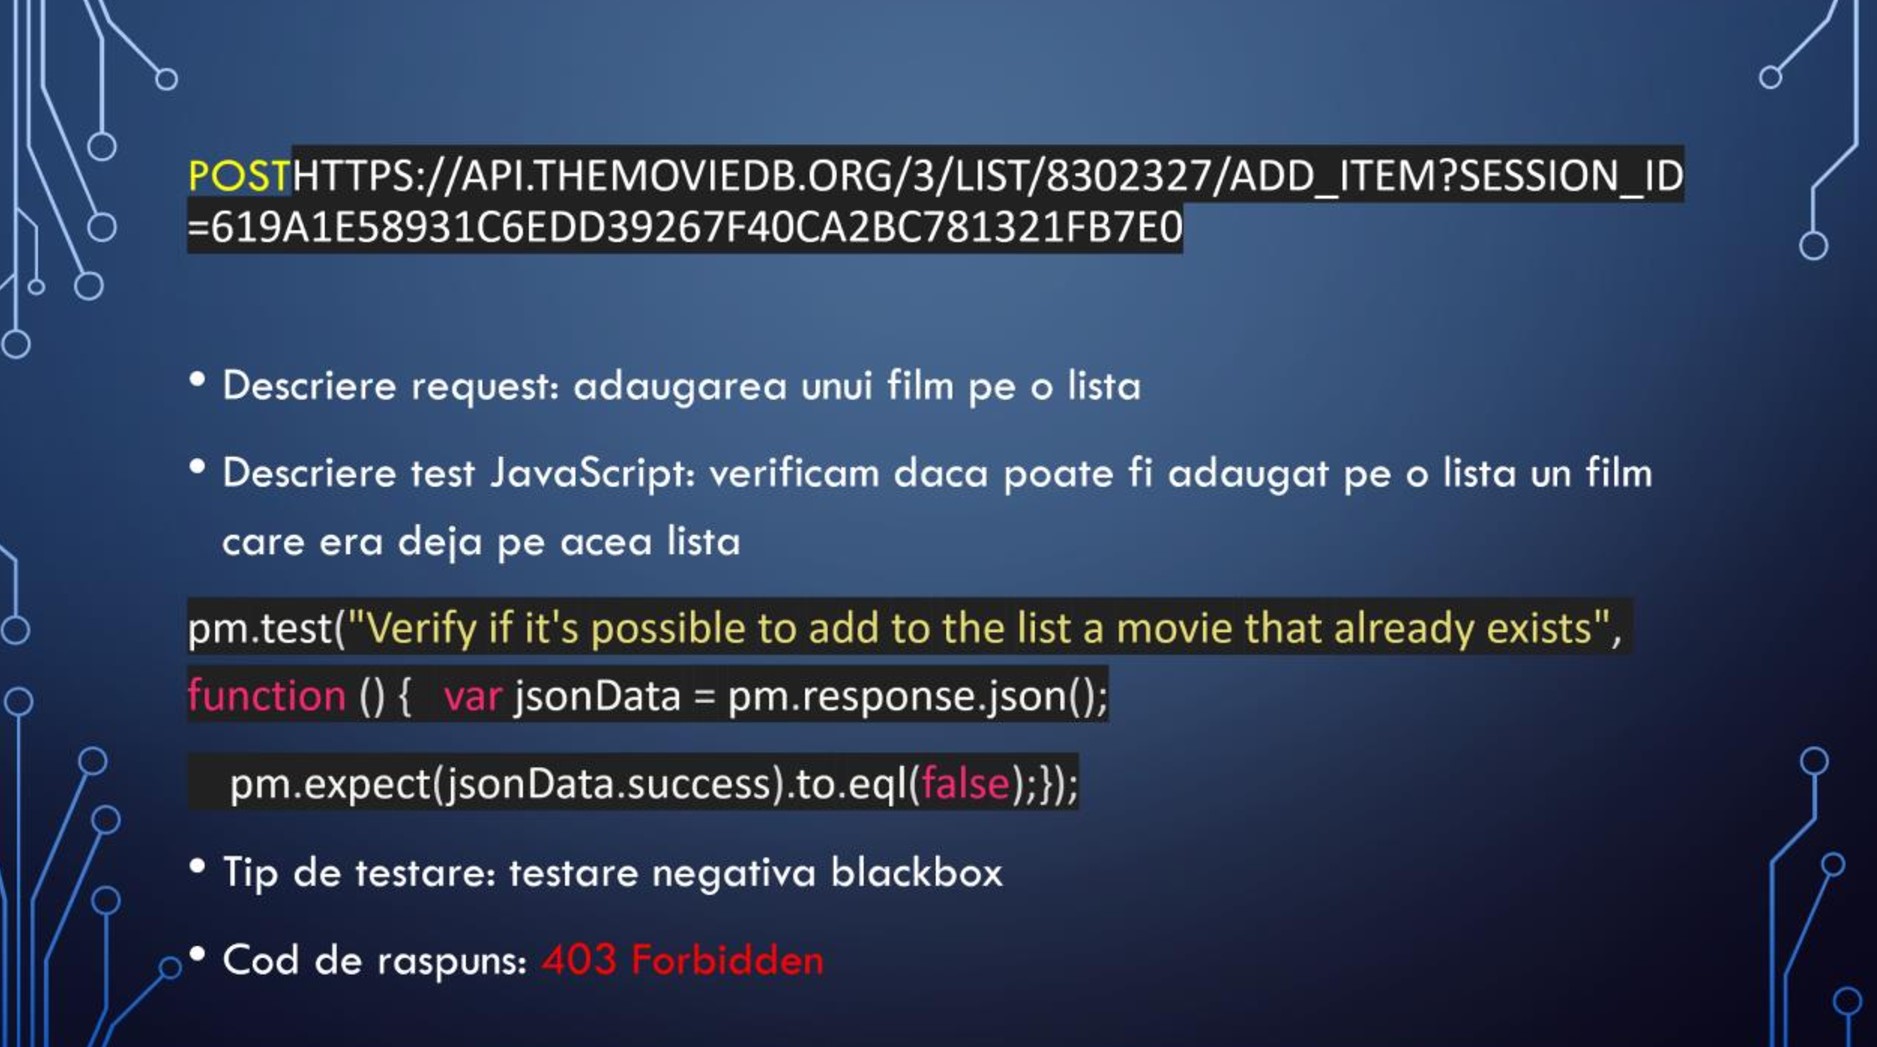 POSTHTTPS://API.THEMOVIEDB.ORG/3/LIST/8302327/ADD_ITEM?SESSION_ID
=619A1E58931C6EDD39267F40CA2BC781321FB7E0
• Descriere request: adaugarea unui film pe o lista
• Descriere test JavaScript: verificam daca poate fi adaugat pe o lista un film
care era deja pe acea lista
pm.test("Verify if it's possible to add to the list a movie that already exists",
function () { var jsonData = pm.response.json();
pm.expect(jsonData.success).to.eql(false);});
• Tip de testare: testare negativa blackbox
• Cod de raspuns: 403 Forbidden